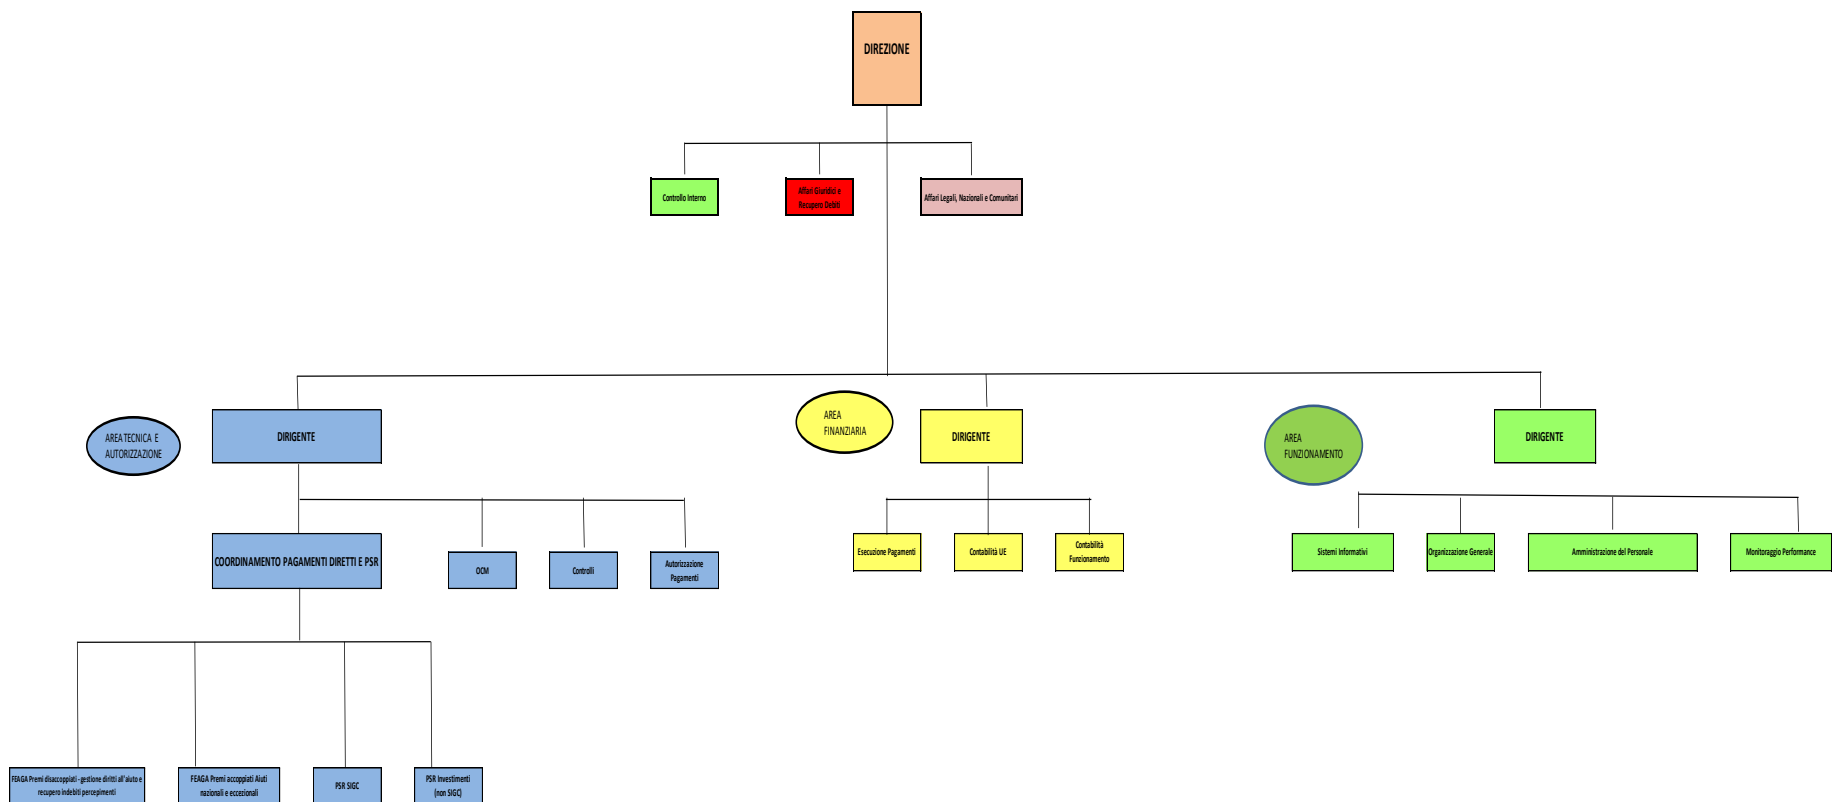 DIREZIONE
Controllo Interno
Affari Giuridici e
Recupero Debiti
Affari Legali, Nazionali e Comunitari
AREA TECNICA E
AUTORIZZAZIONE
DIRIGENTE
AREA
FINANZIARIA
DIRIGENTE
AREA
FUNZIONAMENTO
DIRIGENTE
COORDINAMENTO PAGAMENTI DIRETTI E PSR
OCM
Controlli
Autorizzazione
Pagamenti
Esecuzione Pagamenti
Contabilità UE
Contabilità
Funzionamento
Sistemi Informativi
Organizzazione Generale
Amministrazione del Personale
Monitoraggio Performance
FEAGA Premi disaccoppiati -gestione diritti all'aiuto e
recupero indebiti percepimenti
FEAGA Premi accoppiati Aiuti
nazionali e eccezionali
PSR SIGC
PSR Investimenti
(non SIGC)